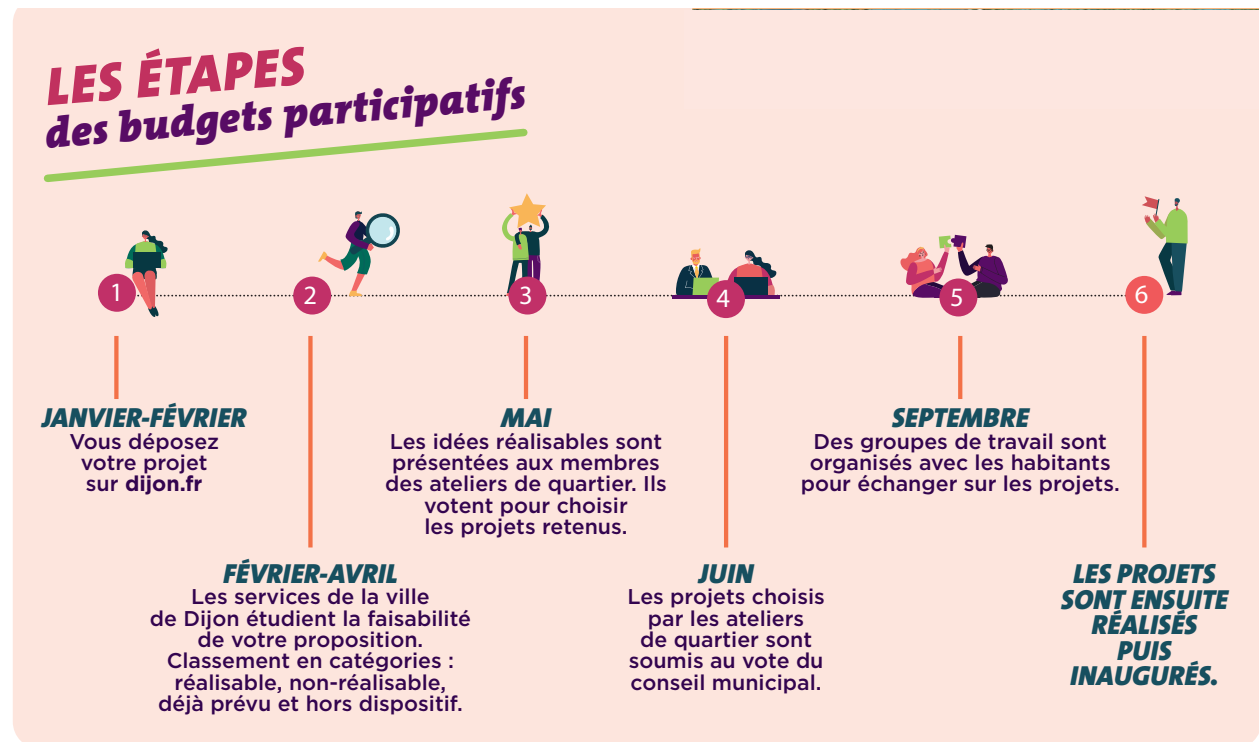 LES ÉTAPES
des budgets participatifs
1
JANVIER-FÉVRIER
Vous déposez
votre projet
sur dijon.fr
2
FÉVRIER-AVRIL
Les services de la ville
de Dijon étudient la faisabilité
de votre proposition.
Classement en catégories :
réalisable, non-réalisable,
déjà prévu et hors dispositif.
3
MAI
Les idées réalisables sont
présentées aux membres
des ateliers de quartier. Ils
votent pour choisir
les projets retenus.
4
JUIN
Les projets choisis
par les ateliers
de quartier sont
soumis au vote du
conseil municipal.
5
SEPTEMBRE
Des groupes de travail sont
organisés avec les habitants
pour échanger sur les projets.
6
LES PROJETS
SONT ENSUITE
RÉALISÉS
PUIS
INAUGURÉS.